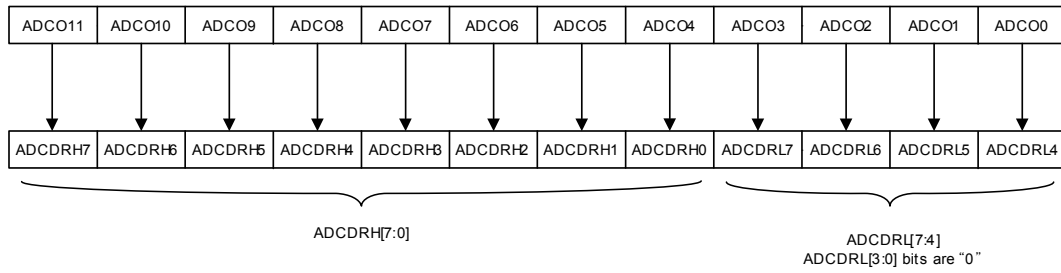 ADCO11 ADCO10 ADCO9 ADCO8 ADCO7 ADCO6 ADCO5 ADCO4 ADCO3 ADCO2 ADCO1 ADCO0
ADCDRH7 ADCDRH6 ADCDRH5 ADCDRH4 ADCDRH3 ADCDRH2 ADCDRH1 ADCDRH0 ADCDRL7 ADCDRL6 ADCDRL5 ADCDRL4
ADCDRH[7:0]
ADCDRL[7:4]
ADCDRL[3:0] bits are “0”